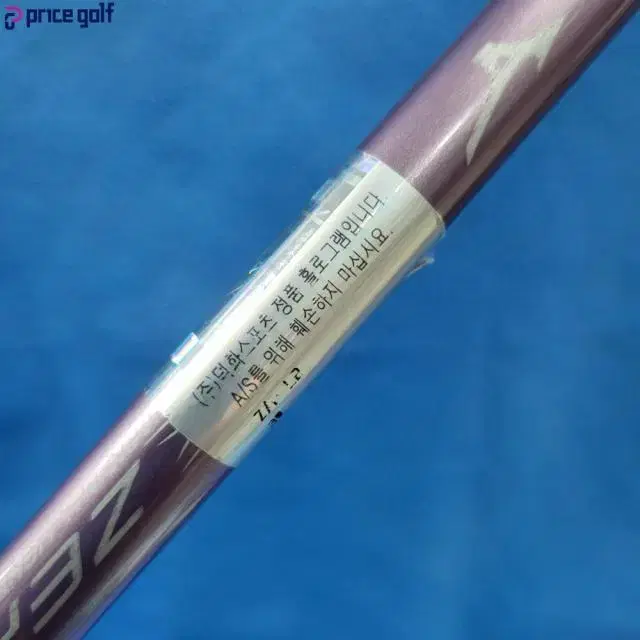 price golf
(주)덕화스포츠 정품 홀로그램입니다
A/S를 위해 훼손하지 마십시오.
ZE